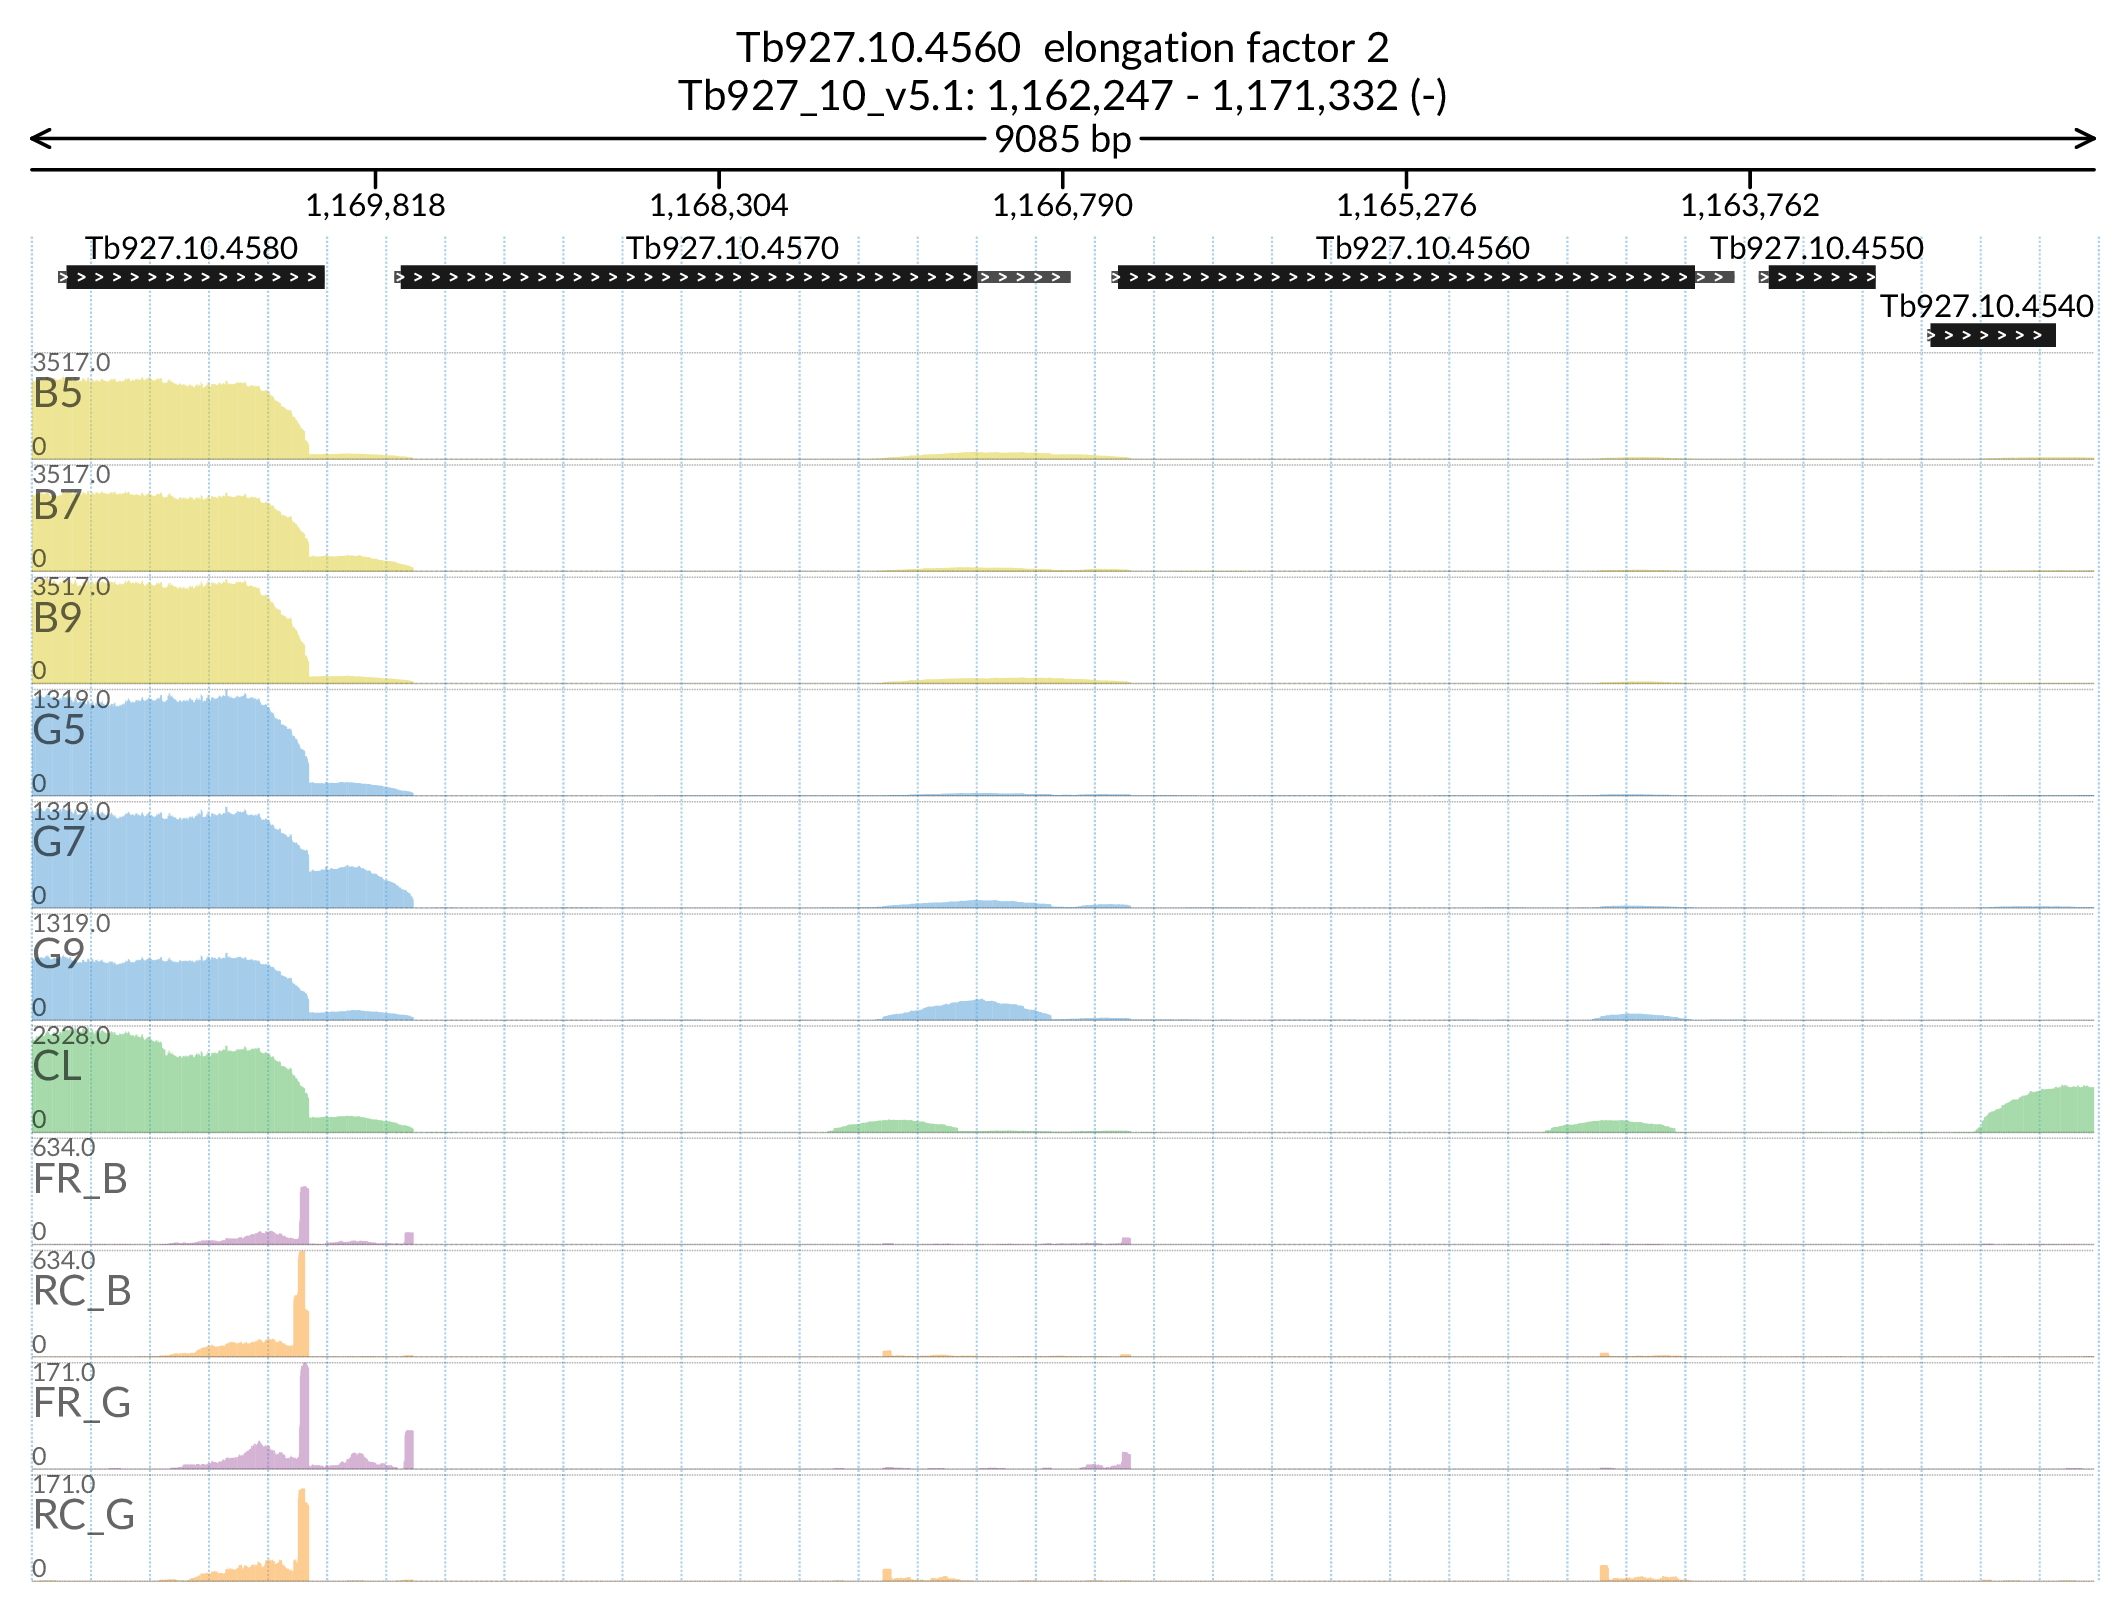 Tb927.10.4560  elongation factor 2
Tb927_10_v5.1: 1,162,247 - 1,171,332 (-)
9085 bp
1,169,818 1,168,304 1,166,790 1,165,276 1,163,762
Tb927.10.4580 Tb927.10.4570 Tb927.10.4560 Tb927.10.4550
Tb927.10.4540
3517.0
B5
0
3517.0
B7
0
3517.0
B9
0
1319.0
G5
0
1319.0
G7
0
1319.0
G9
0
2328.0
CL
0
634.0
FR_B
0
634.0
RC_B
0
171.0
FR_G
0
171.0
RC_G
0